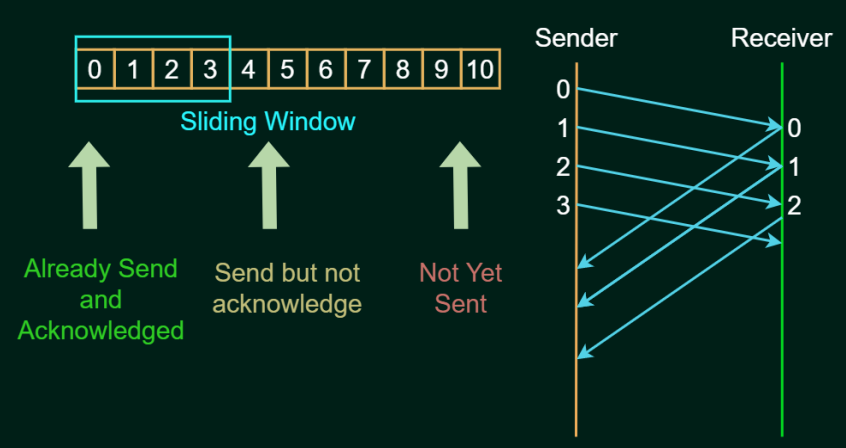 0 1 2 3 4 5 6 7 8 9 10
Sliding Window
Already Send
and
Acknowledged
Send but not
acknowledge
Not Yet
Sent
Sender
Receiver
0
1
2
3
0
1
2